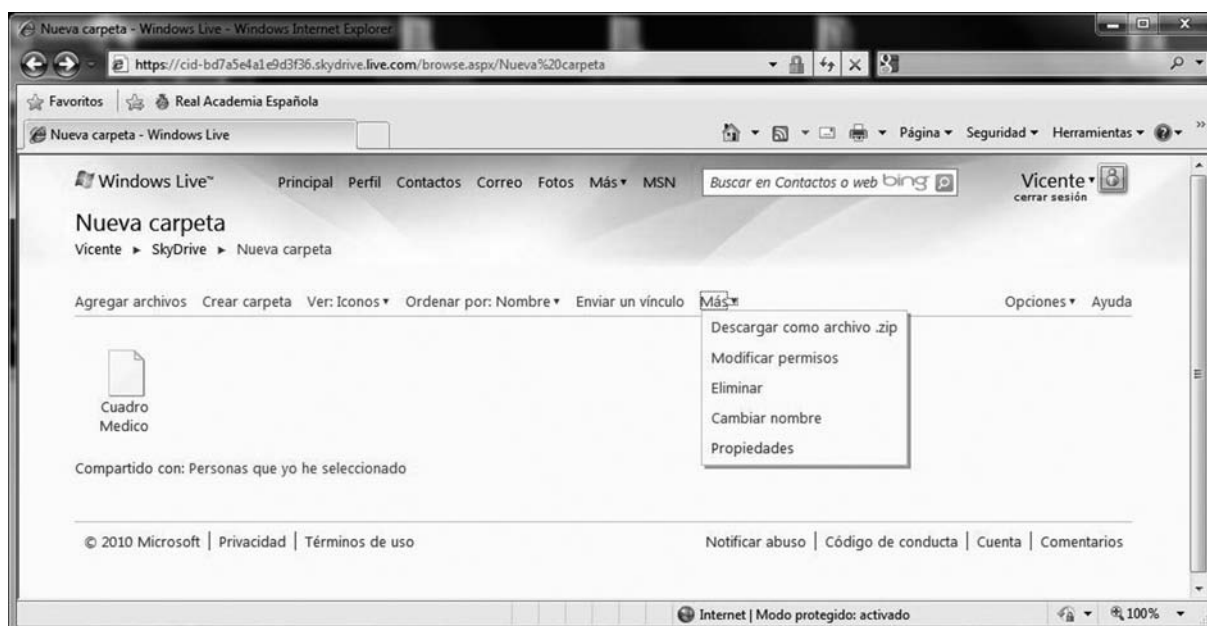 Nueva carpeta - Windows Live - Windows Internet Explorer
https://cid-bd7a5e4a1e9d3f36.skydrive.live.com/browse.aspx/Nueva%20carpeta
Favoritos Real Academia Española
Nueva carpeta - Windows Live Página Seguridad Herramientas
Windows Live™ Principal Perfil Contactos Correo Fotos Más MSN Buscar en Contactos o web bing Vicente
cerrar sesión
Nueva carpeta
Vicente ► SkyDrive ► Nueva carpeta
Agregar archivos Crear carpeta Ver: Iconos Ordenar por: Nombre Enviar un vínculo Más Opciones Ayuda
Descargar como archivo .zip
Modificar permisos
Eliminar
Cambiar nombre
Propiedades
Cuadro
Medico
Compartido con: Personas que yo he seleccionado
© 2010 Microsoft | Privacidad | Términos de uso Notificar abuso | Código de conducta | Cuenta | Comentarios
Internet | Modo protegido: activado 100%